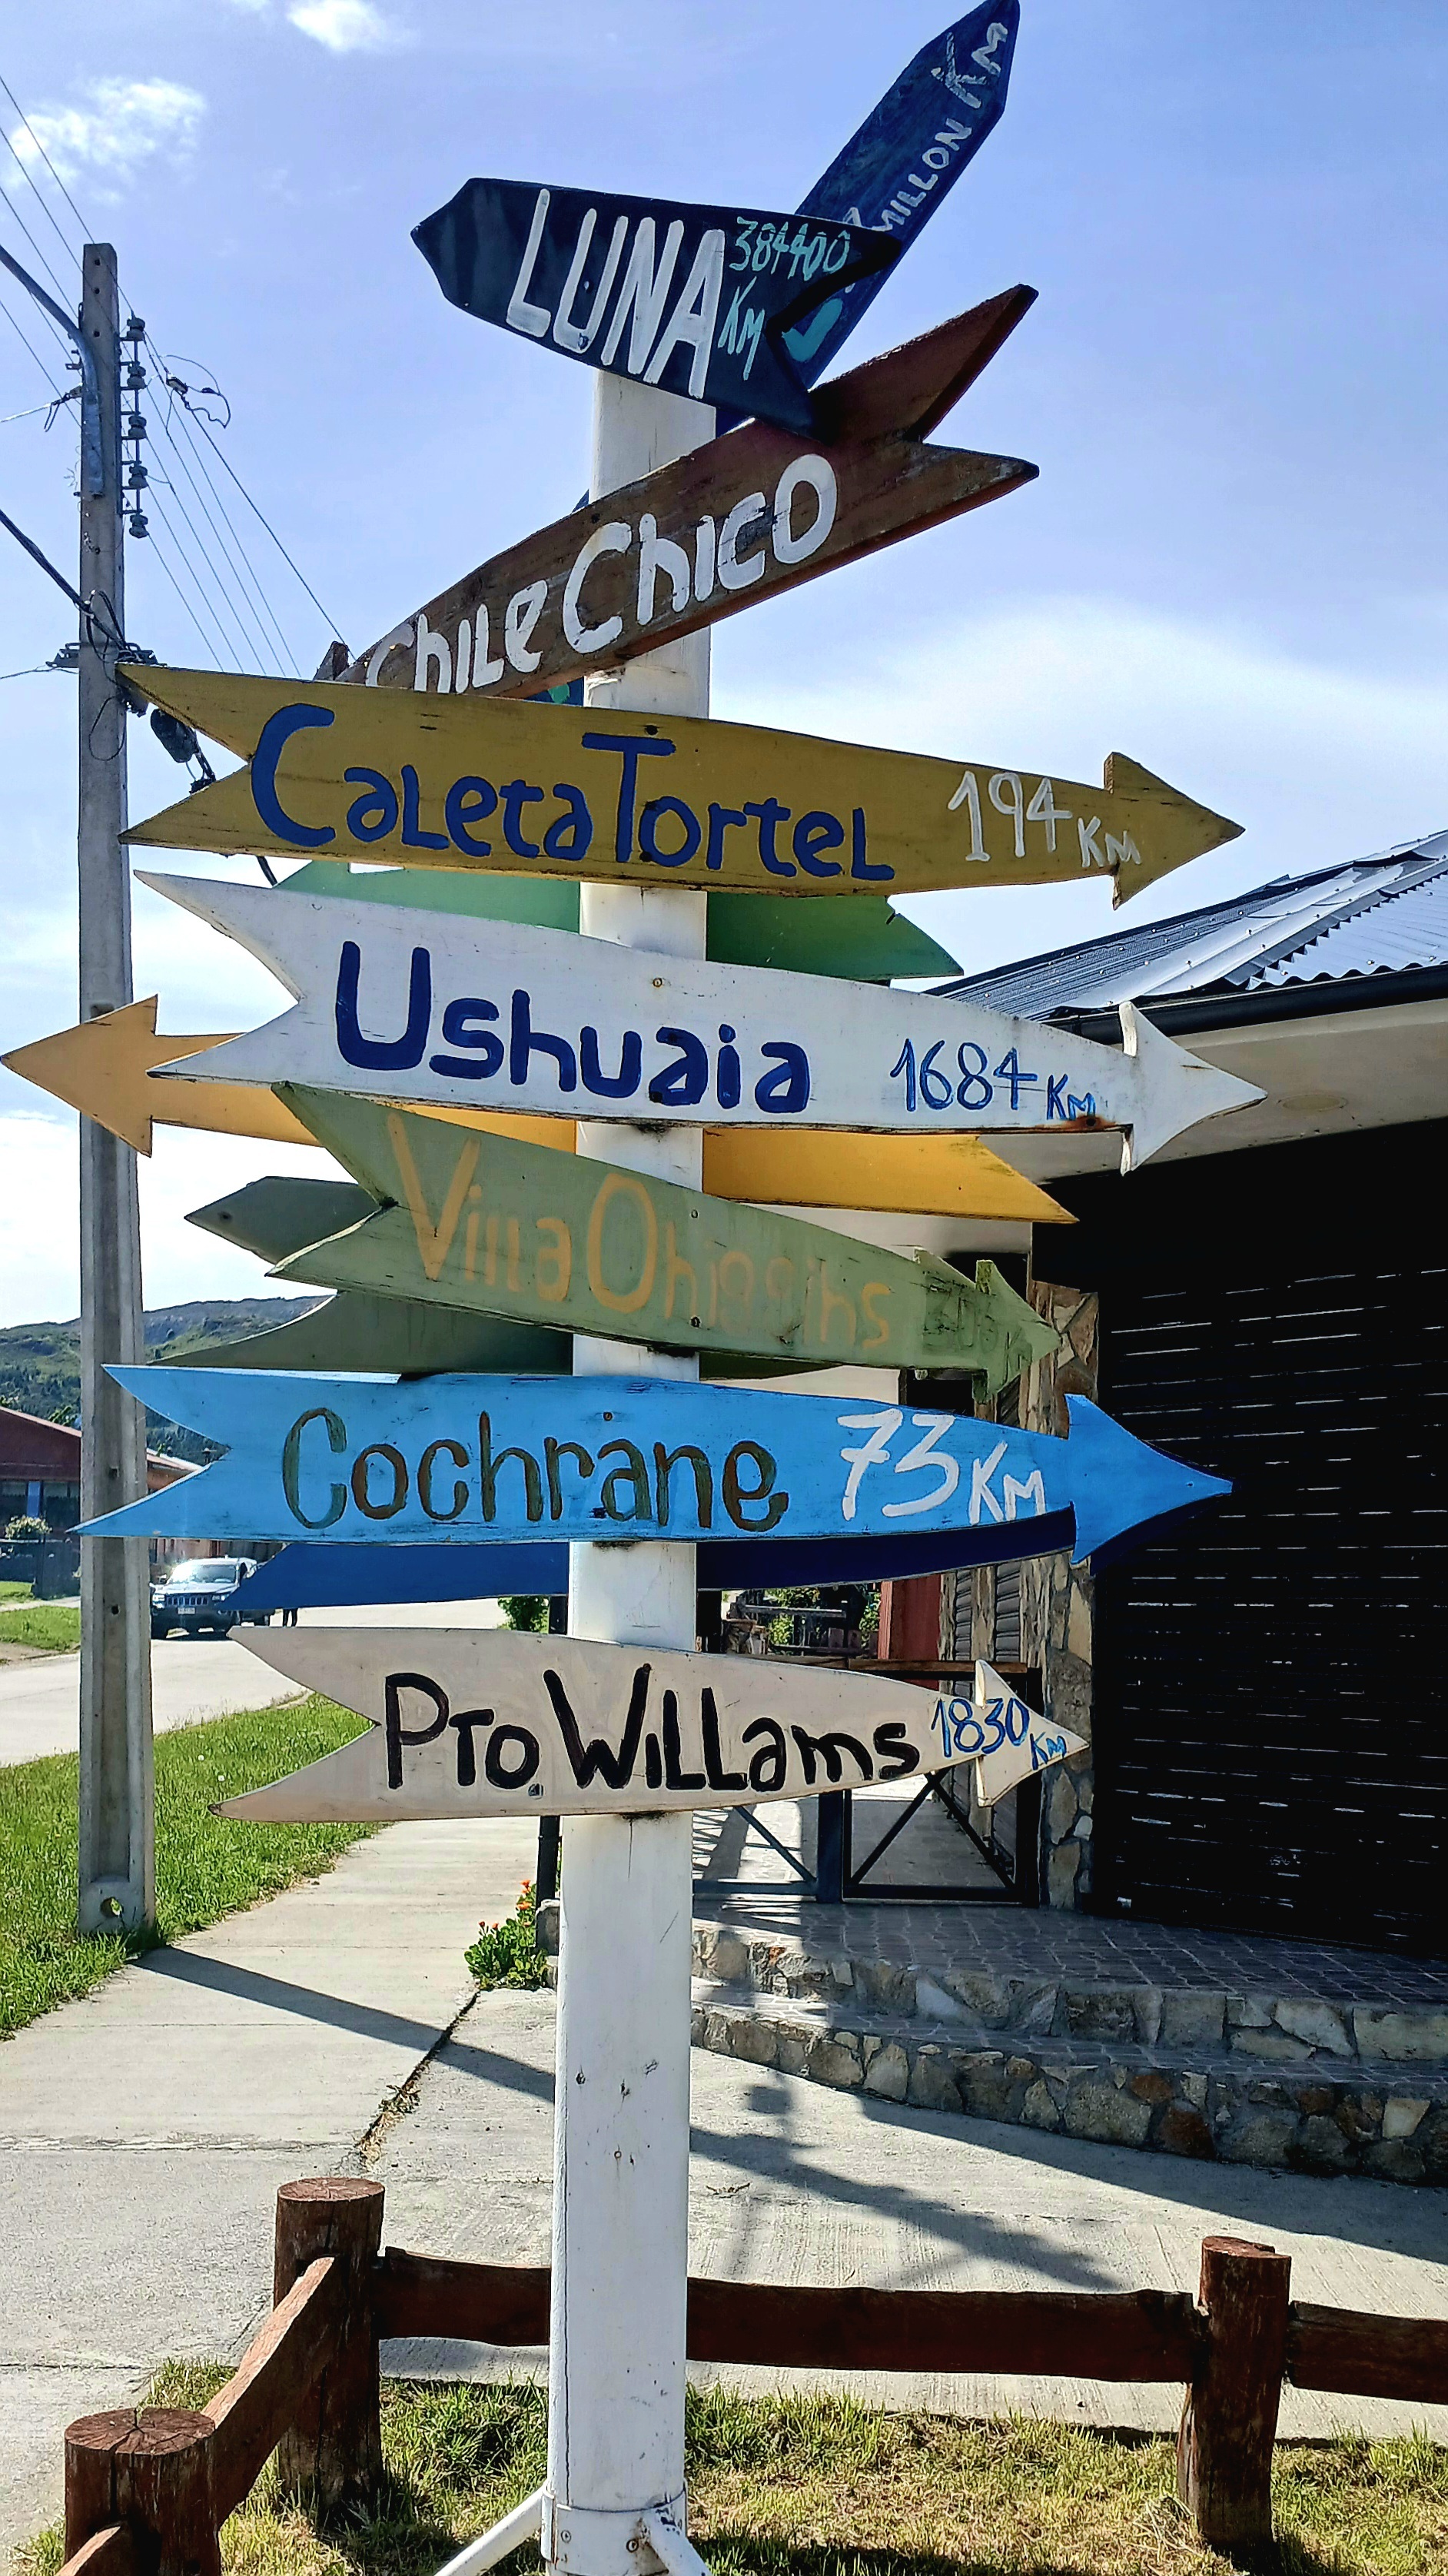 MILLON KM
LUNA 384400 KM
Chile Chico
Caleta Tortel 194 KM
Ushuaia 1684 KM
Villa Ohiggins
Cochrane 73 KM
Pto Willams 1830 KM